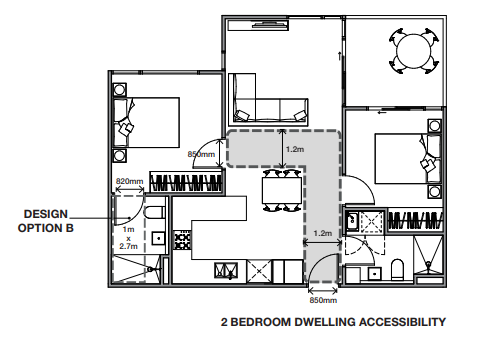 1.2m
850mm
820mm
DESIGN
OPTION B
1m
x
2.7m
1.2m
850mm
2 BEDROOM DWELLING ACCESSIBILITY